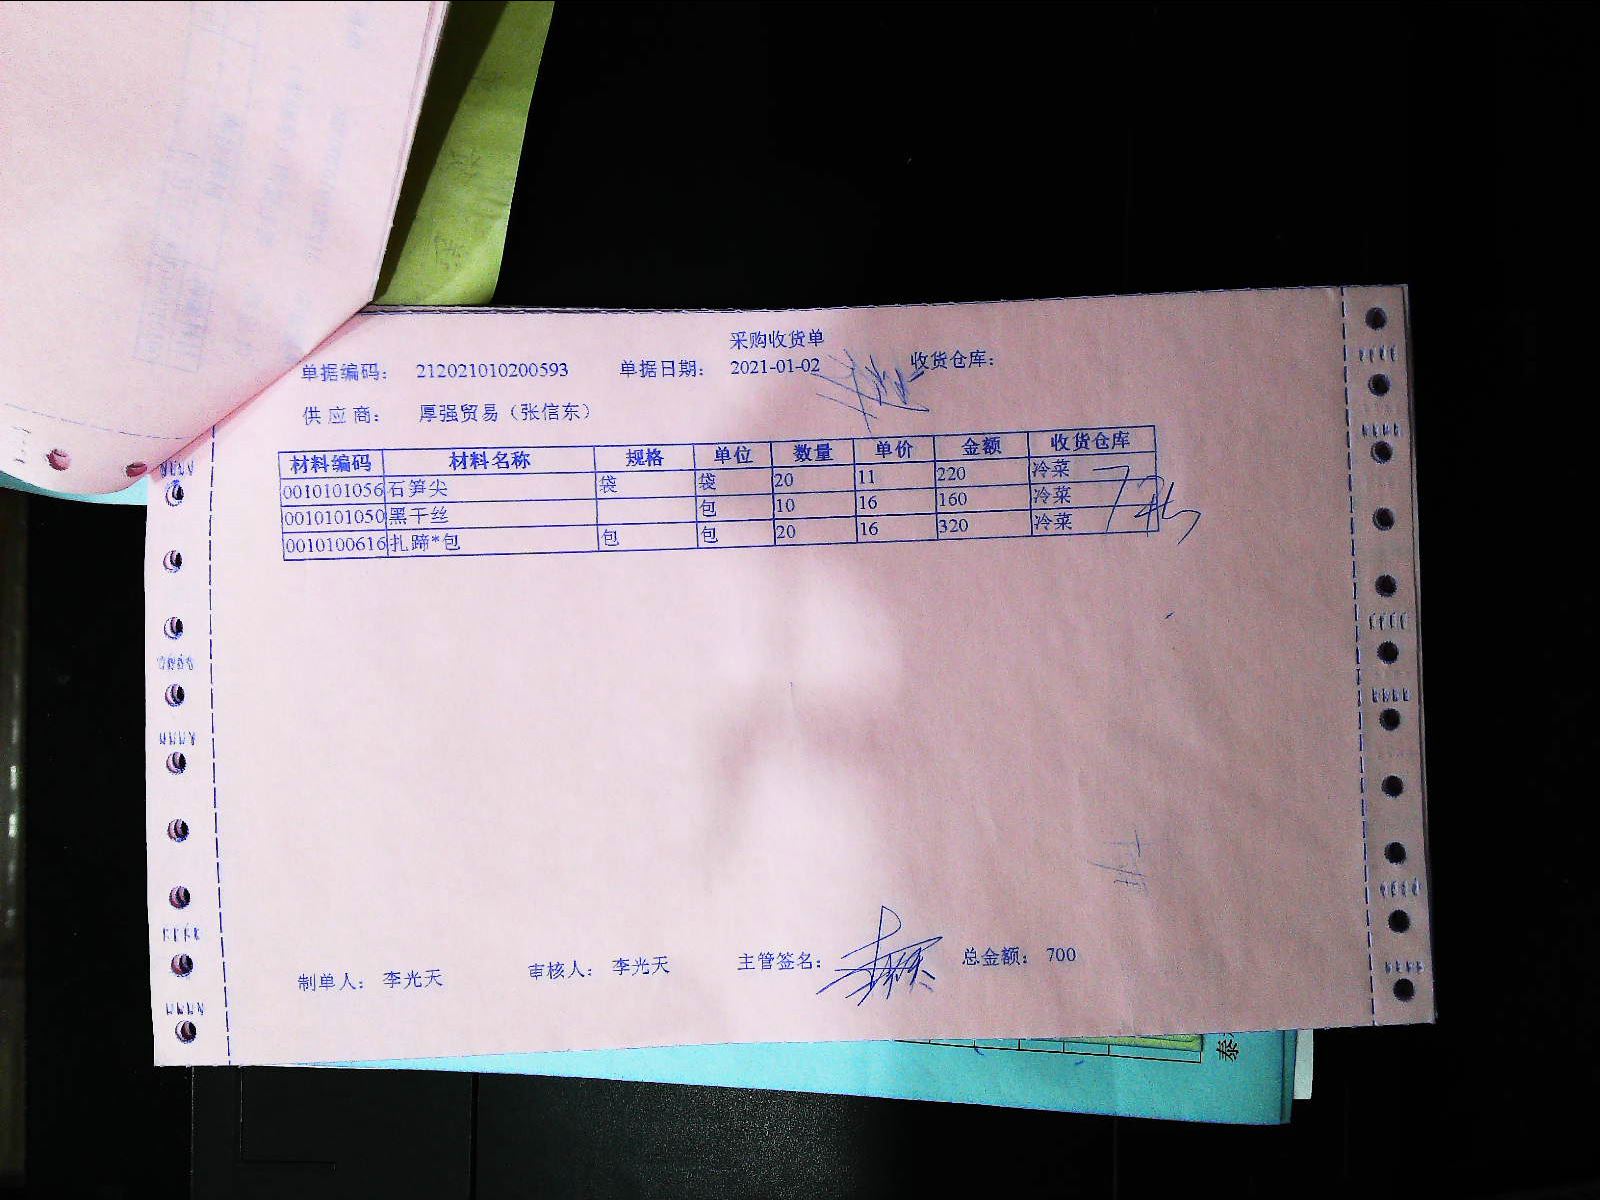 采购收货单
单据编码： 212021010200593 单据日期： 2021-01-02 收货仓库：
供应商： 厚强贸易（张信东）
材料编码 材料名称 规格 单位 数量 单价 金额 收货仓库
0010101056 石笋尖 袋 袋 20 11 220 冷菜
0010101050 黑干丝 包 10 16 160 冷菜
0010100616 扎蹄*包 包 包 20 16 320 冷菜
制单人： 李光天 审核人： 李光天 主管签名： 总金额： 700
泰